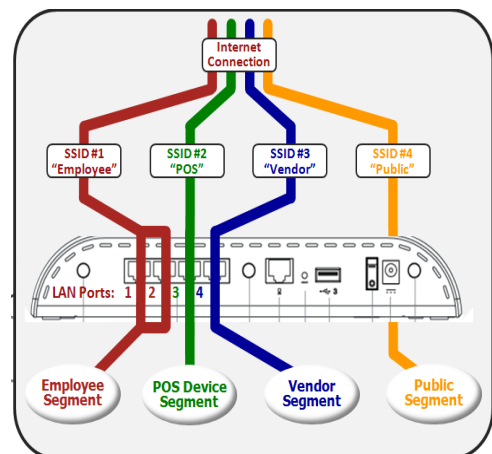 Internet
Connection
SSID #1
“Employee”
SSID #2
“POS”
SSID #3
“Vendor”
SSID #4
“Public”
LAN Ports: 1 2 3 4
3
Employee
Segment
POS Device
Segment
Vendor
Segment
Public
Segment